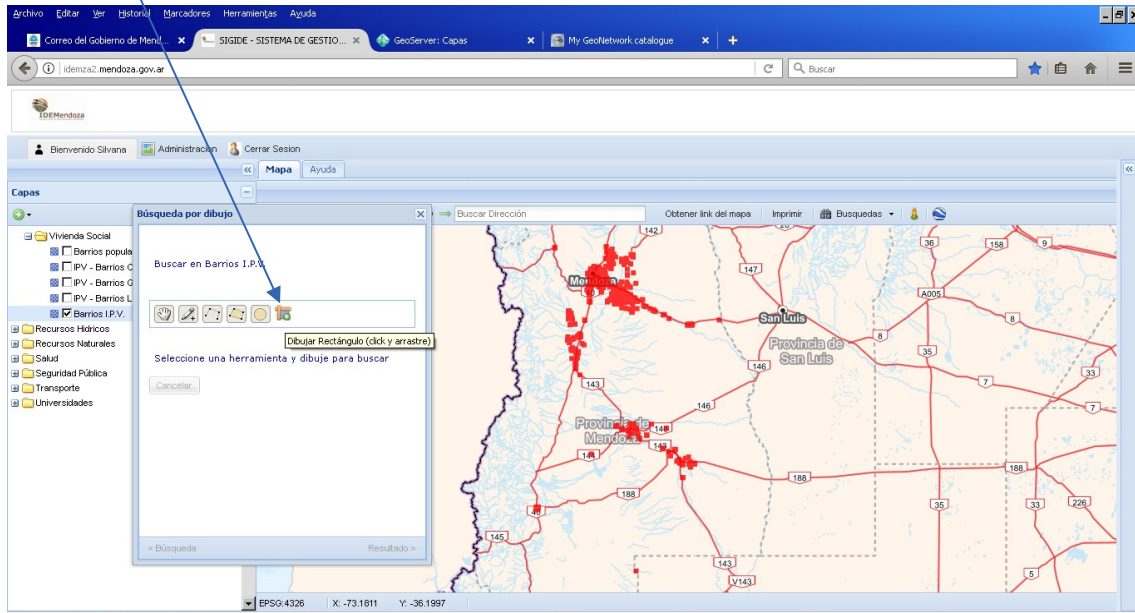 Archivo Editar Ver Historial Marcadores Herramientas Ayuda
Correo del Gobierno de Mend... SIGIDE - SISTEMA DE GESTIO... GeoServer: Capas My GeoNetwork catalogue
idemza2.mendoza.gov.ar Buscar
IDEMendoza
Bienvenido Silvana Administración Cerrar Sesion
Mapa Ayuda
Capas
Búsqueda por dibujo Buscar Dirección Obtener link del mapa Imprimir Busquedas
Vivienda Social
Barrios popula
IPV - Barrios C
IPV - Barrios G
IPV - Barrios L
Barrios I.P.V.
Recursos Hidricos
Recursos Naturales
Salud
Seguridad Pública
Transporte
Universidades
Buscar en Barrios I.P.V.
Dibujar Rectángulo (click y arrastre)
Seleccione una herramienta y dibuje para buscar
Cancelar
« Búsqueda Resultado »
142
36
158
9
147
Mendoza
A005
San Luis
8
8
Provincia de
San Luis
35
146
33
143
7
146
7
Provincia de
Mendoza
146
143
144
188
188
188
40
35
33
226
145
143
V143
5
EPSG:4326 X: -73.1811 Y: -36.1997